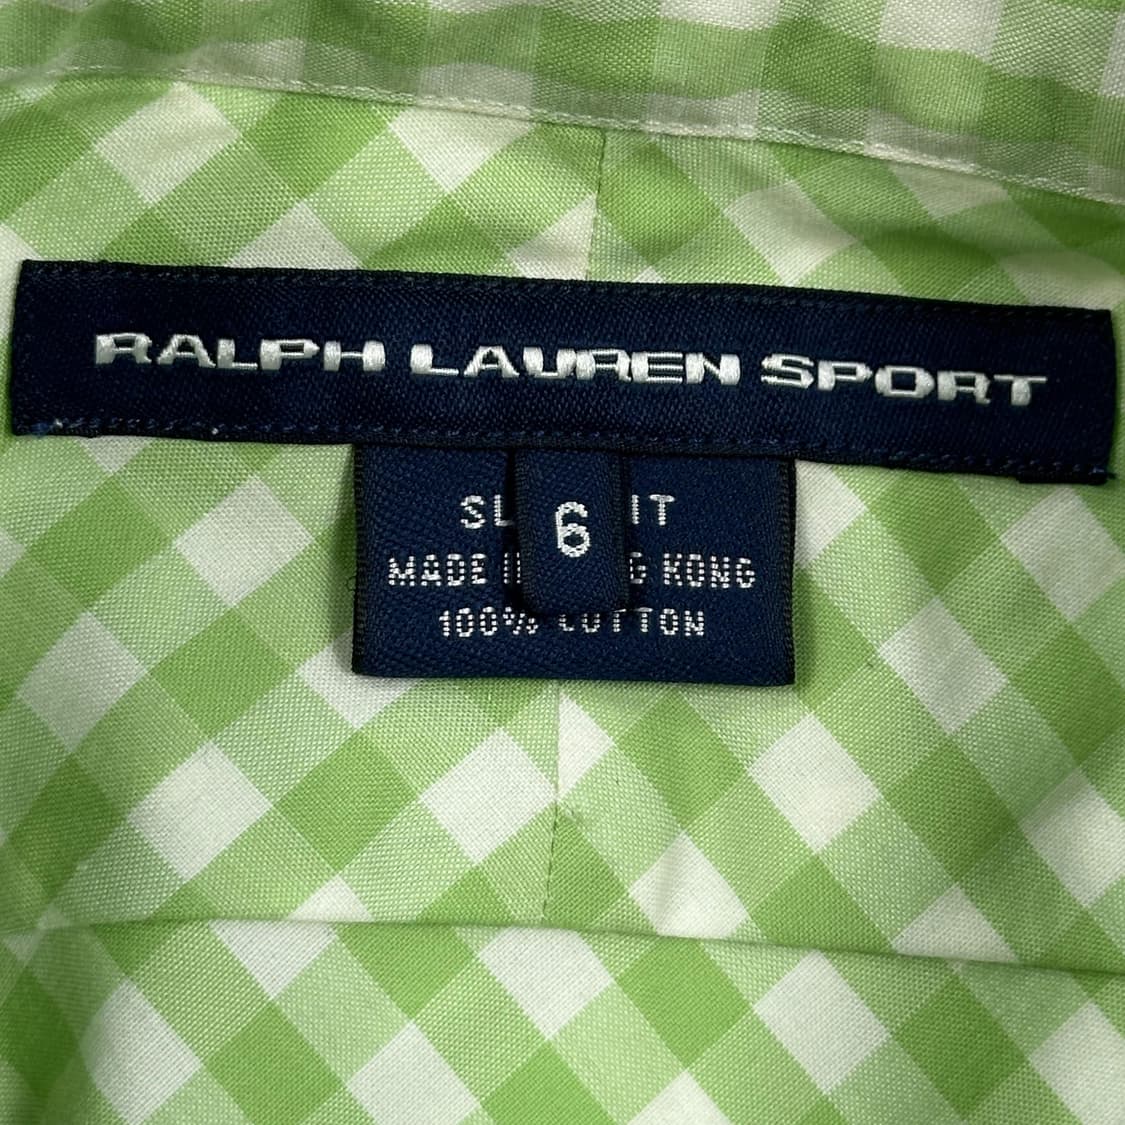 RALPH LAUREN SPORT
6
MADE KONG
100% COTTON